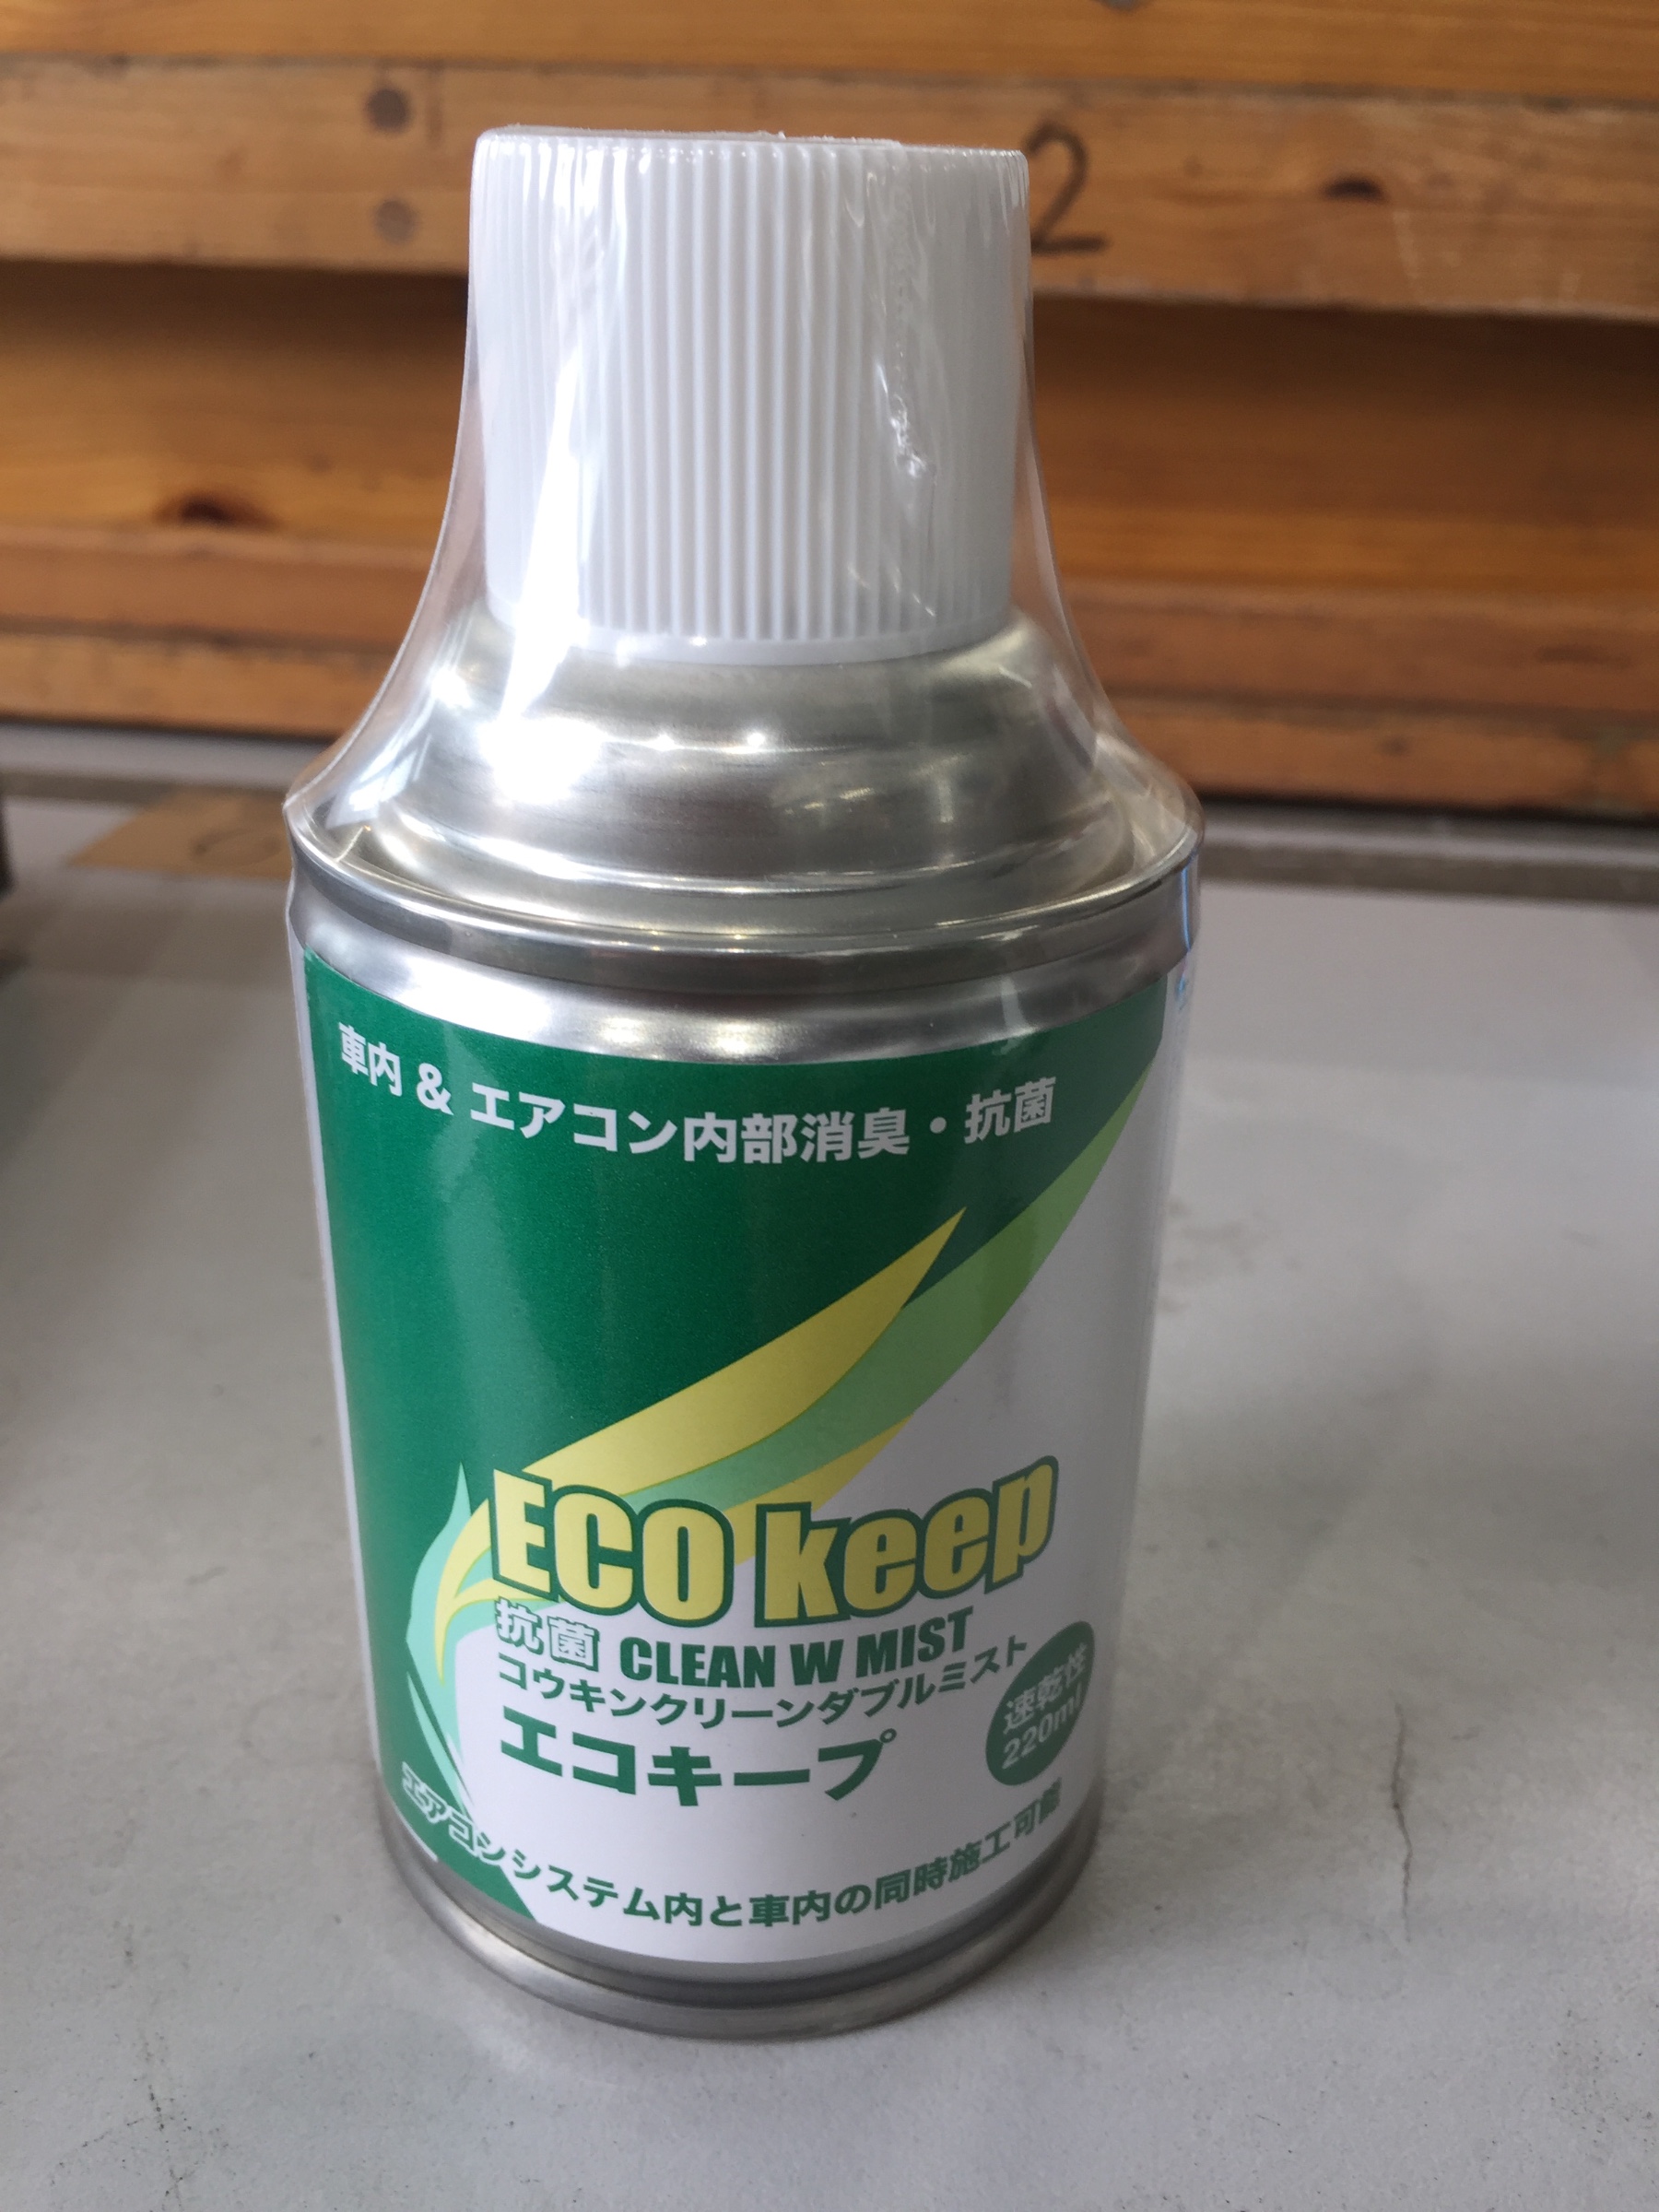 2
車内 & エアコン内部消臭・抗菌
ECO keep
抗菌 CLEAN W MIST
コウキンクリーンダブルミスト
エコキープ
速乾性
220ml
エアコンシステム内と車内の同時施工可能